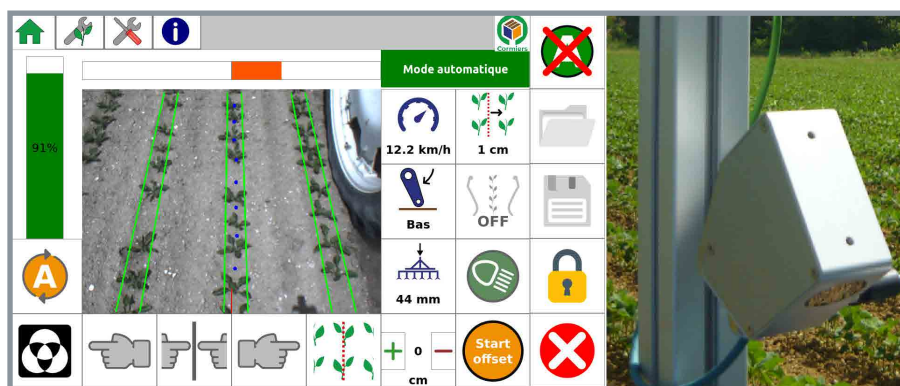 i
Cormiers
A
Mode automatique
91%
12.2 km/h
1 cm
Bas
OFF
A
44 mm
+
0
−
cm
Start
offset